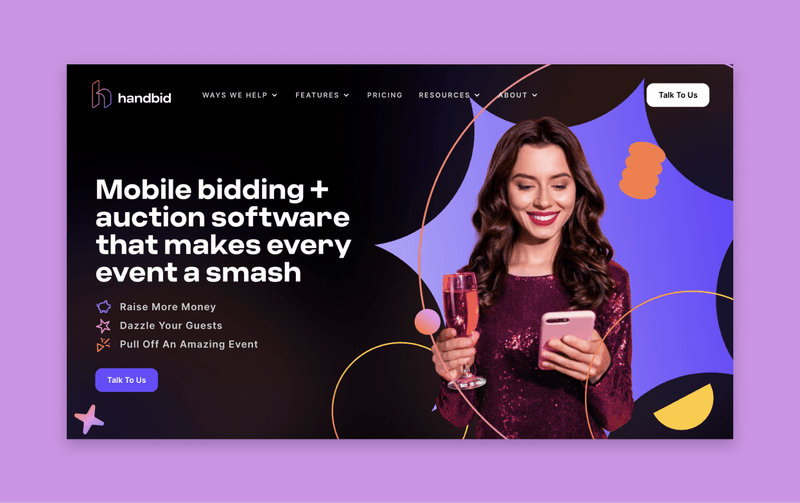 handbid
WAYS WE HELP
FEATURES
PRICING
RESOURCES
ABOUT
Talk To Us
Mobile bidding +
auction software
that makes every
event a smash
Raise More Money
Dazzle Your Guests
Pull Off An Amazing Event
Talk To Us